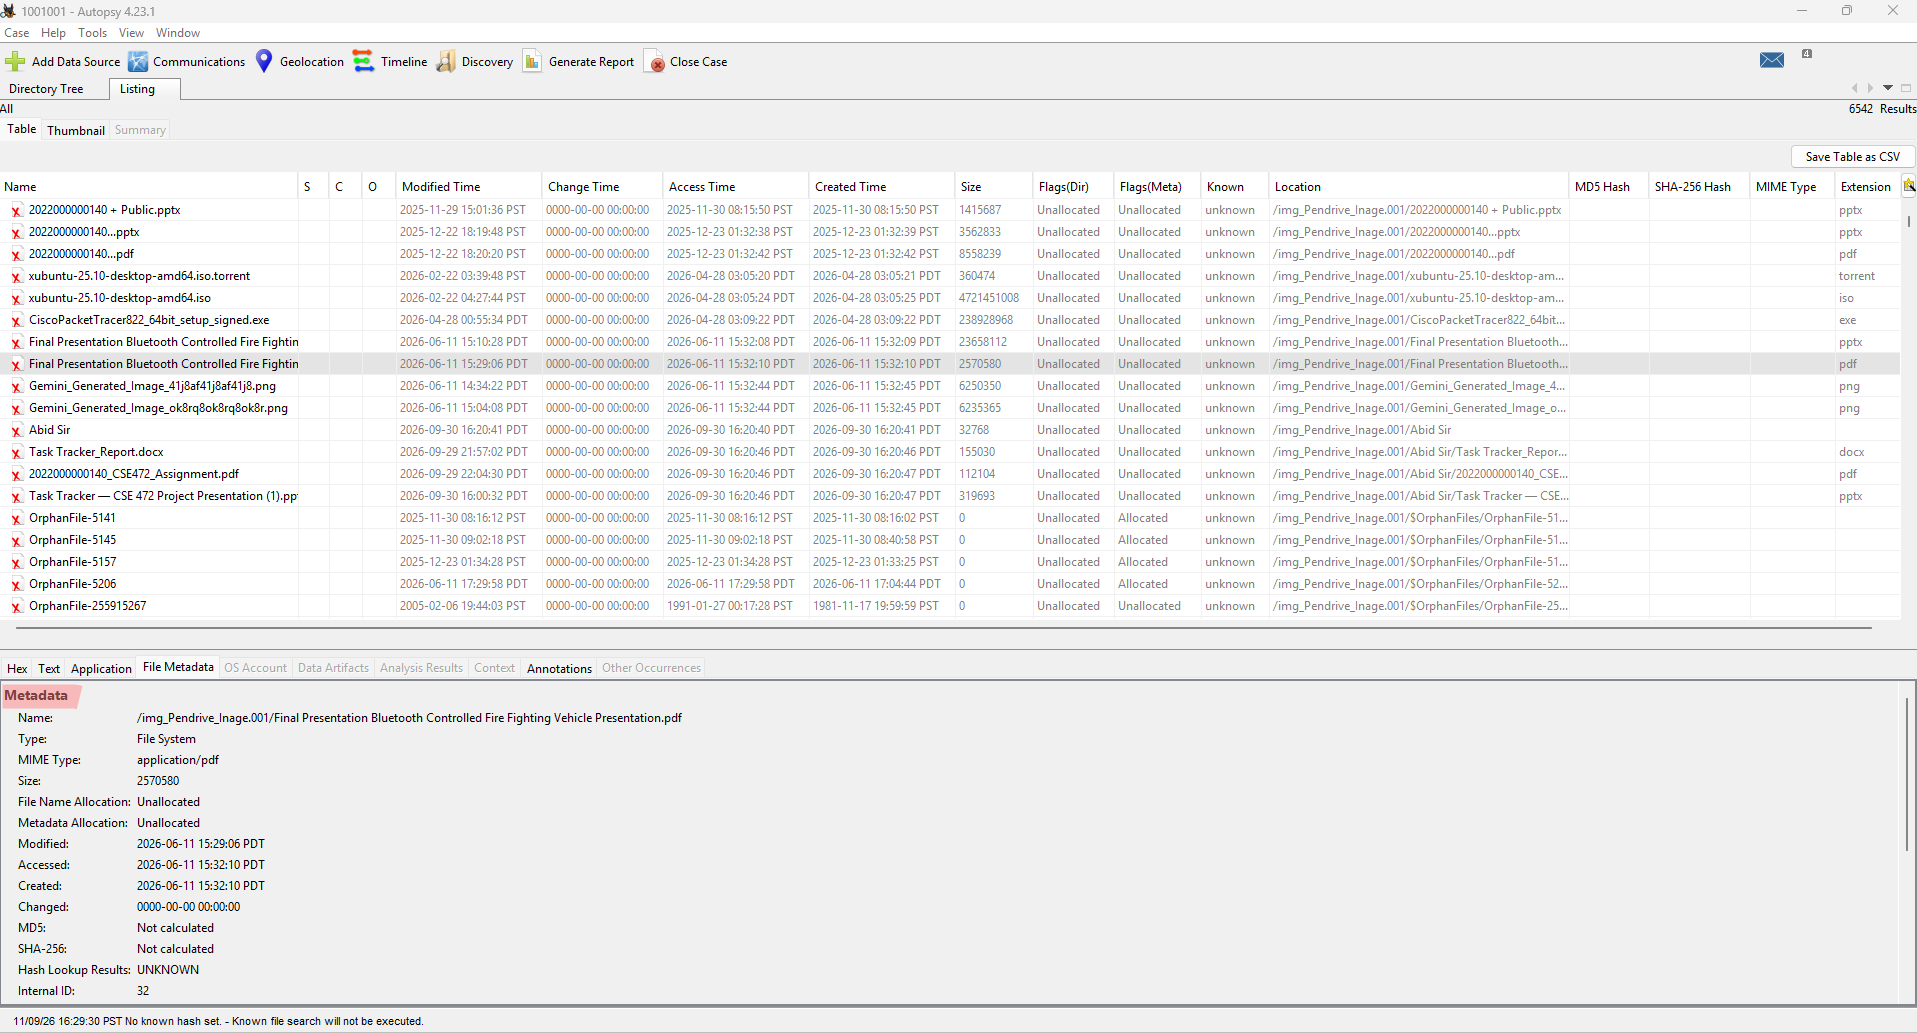 1001001 - Autopsy 4.23.1
Case Help Tools View Window
Add Data Source Communications Geolocation Timeline Discovery Generate Report Close Case 4
Directory Tree Listing
All 6542 Results
Table Thumbnail Summary
Save Table as CSV
Name S C O Modified Time Change Time Access Time Created Time Size Flags(Dir) Flags(Meta) Known Location MD5 Hash SHA-256 Hash MIME Type Extension
2022000000140 + Public.pptx 2025-11-29 15:01:36 PST 0000-00-00 00:00:00 2025-11-30 08:15:50 PST 2025-11-30 08:15:50 PST 1415687 Unallocated Unallocated unknown /img_Pendrive_Inage.001/2022000000140 + Public.pptx pptx
2022000000140...pptx 2025-12-22 18:19:48 PST 0000-00-00 00:00:00 2025-12-23 01:32:38 PST 2025-12-23 01:32:39 PST 3562833 Unallocated Unallocated unknown /img_Pendrive_Inage.001/2022000000140...pptx pptx
2022000000140...pdf 2025-12-22 18:20:20 PST 0000-00-00 00:00:00 2025-12-23 01:32:42 PST 2025-12-23 01:32:42 PST 8558239 Unallocated Unallocated unknown /img_Pendrive_Inage.001/2022000000140...pdf pdf
xubuntu-25.10-desktop-amd64.iso.torrent 2026-02-22 03:39:48 PST 0000-00-00 00:00:00 2026-04-28 03:05:20 PDT 2026-04-28 03:05:21 PDT 360474 Unallocated Unallocated unknown /img_Pendrive_Inage.001/xubuntu-25.10-desktop-am... torrent
xubuntu-25.10-desktop-amd64.iso 2026-02-22 04:27:44 PST 0000-00-00 00:00:00 2026-04-28 03:05:24 PDT 2026-04-28 03:05:25 PDT 4721451008 Unallocated Unallocated unknown /img_Pendrive_Inage.001/xubuntu-25.10-desktop-am... iso
CiscoPacketTracer822_64bit_setup_signed.exe 2026-04-28 00:55:34 PDT 0000-00-00 00:00:00 2026-04-28 03:09:22 PDT 2026-04-28 03:09:22 PDT 238928968 Unallocated Unallocated unknown /img_Pendrive_Inage.001/CiscoPacketTracer822_64bit... exe
Final Presentation Bluetooth Controlled Fire Fightin 2026-06-11 15:10:28 PDT 0000-00-00 00:00:00 2026-06-11 15:32:08 PDT 2026-06-11 15:32:09 PDT 23658112 Unallocated Unallocated unknown /img_Pendrive_Inage.001/Final Presentation Bluetooth... pptx
Final Presentation Bluetooth Controlled Fire Fightin 2026-06-11 15:29:06 PDT 0000-00-00 00:00:00 2026-06-11 15:32:10 PDT 2026-06-11 15:32:10 PDT 2570580 Unallocated Unallocated unknown /img_Pendrive_Inage.001/Final Presentation Bluetooth... pdf
Gemini_Generated_Image_41j8af41j8af41j8.png 2026-06-11 14:34:22 PDT 0000-00-00 00:00:00 2026-06-11 15:32:44 PDT 2026-06-11 15:32:45 PDT 6250350 Unallocated Unallocated unknown /img_Pendrive_Inage.001/Gemini_Generated_Image_4... png
Gemini_Generated_Image_ok8rq8ok8rq8ok8r.png 2026-06-11 15:04:08 PDT 0000-00-00 00:00:00 2026-06-11 15:32:44 PDT 2026-06-11 15:32:45 PDT 6235365 Unallocated Unallocated unknown /img_Pendrive_Inage.001/Gemini_Generated_Image_o... png
Abid Sir 2026-09-30 16:20:41 PDT 0000-00-00 00:00:00 2026-09-30 16:20:40 PDT 2026-09-30 16:20:41 PDT 32768 Unallocated Unallocated unknown /img_Pendrive_Inage.001/Abid Sir
Task Tracker_Report.docx 2026-09-29 21:57:02 PDT 0000-00-00 00:00:00 2026-09-30 16:20:46 PDT 2026-09-30 16:20:46 PDT 155030 Unallocated Unallocated unknown /img_Pendrive_Inage.001/Abid Sir/Task Tracker_Repor... docx
2022000000140_CSE472_Assignment.pdf 2026-09-29 22:04:30 PDT 0000-00-00 00:00:00 2026-09-30 16:20:46 PDT 2026-09-30 16:20:47 PDT 112104 Unallocated Unallocated unknown /img_Pendrive_Inage.001/Abid Sir/2022000000140_CSE... pdf
Task Tracker — CSE 472 Project Presentation (1).pp 2026-09-30 16:00:32 PDT 0000-00-00 00:00:00 2026-09-30 16:20:46 PDT 2026-09-30 16:20:47 PDT 319693 Unallocated Unallocated unknown /img_Pendrive_Inage.001/Abid Sir/Task Tracker — CSE... pptx
OrphanFile-5141 2025-11-30 08:16:12 PST 0000-00-00 00:00:00 2025-11-30 08:16:12 PST 2025-11-30 08:16:02 PST 0 Unallocated Allocated unknown /img_Pendrive_Inage.001/$OrphanFiles/OrphanFile-51...
OrphanFile-5145 2025-11-30 09:02:18 PST 0000-00-00 00:00:00 2025-11-30 09:02:18 PST 2025-11-30 08:40:58 PST 0 Unallocated Allocated unknown /img_Pendrive_Inage.001/$OrphanFiles/OrphanFile-51...
OrphanFile-5157 2025-12-23 01:34:28 PST 0000-00-00 00:00:00 2025-12-23 01:34:28 PST 2025-12-23 01:33:25 PST 0 Unallocated Allocated unknown /img_Pendrive_Inage.001/$OrphanFiles/OrphanFile-51...
OrphanFile-5206 2026-06-11 17:29:58 PDT 0000-00-00 00:00:00 2026-06-11 17:29:58 PDT 2026-06-11 17:04:44 PDT 0 Unallocated Allocated unknown /img_Pendrive_Inage.001/$OrphanFiles/OrphanFile-52...
OrphanFile-255915267 2005-02-06 19:44:03 PST 0000-00-00 00:00:00 1991-01-27 00:17:28 PST 1981-11-17 19:59:59 PST 0 Unallocated Unallocated unknown /img_Pendrive_Inage.001/$OrphanFiles/OrphanFile-25...
Hex Text Application File Metadata OS Account Data Artifacts Analysis Results Context Annotations Other Occurrences
Metadata
Name: /img_Pendrive_Inage.001/Final Presentation Bluetooth Controlled Fire Fighting Vehicle Presentation.pdf
Type: File System
MIME Type: application/pdf
Size: 2570580
File Name Allocation: Unallocated
Metadata Allocation: Unallocated
Modified: 2026-06-11 15:29:06 PDT
Accessed: 2026-06-11 15:32:10 PDT
Created: 2026-06-11 15:32:10 PDT
Changed: 0000-00-00 00:00:00
MD5: Not calculated
SHA-256: Not calculated
Hash Lookup Results: UNKNOWN
Internal ID: 32
11/09/26 16:29:30 PST No known hash set. - Known file search will not be executed.